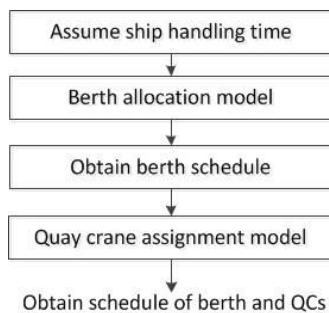 Assume ship handling time
Berth allocation model
Obtain berth schedule
Quay crane assignment model
Obtain schedule of berth and QCs